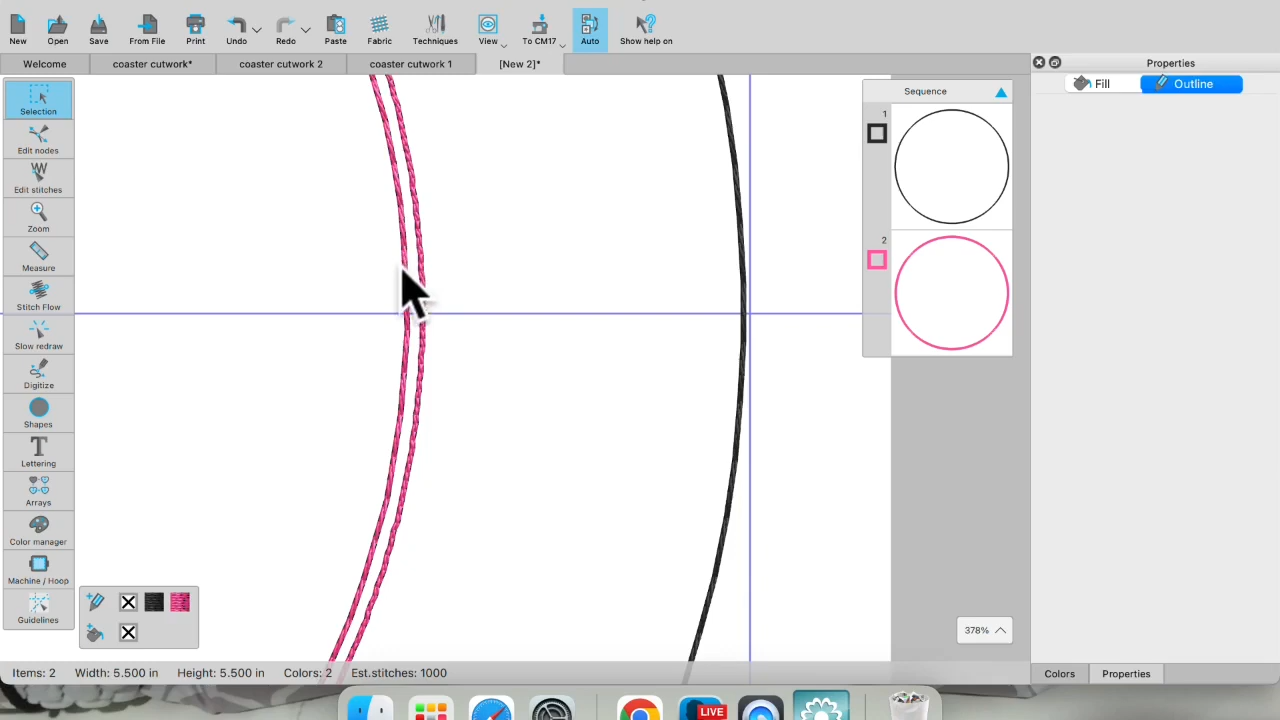 New
Open
Save
From File
Print
Undo
Redo
Paste
Fabric
Techniques
View
To CM17
Auto
Show help on
Welcome
coaster cutwork*
coaster cutwork 2
coaster cutwork 1
[New 2]*
Properties
Fill
Outline
Selection
Edit nodes
Edit stitches
Zoom
Measure
Stitch Flow
Slow redraw
Digitize
Shapes
Lettering
Arrays
Color manager
Machine / Hoop
Guidelines
Sequence
1
2
378%
Items: 2 Width: 5.500 in Height: 5.500 in Colors: 2 Est.stitches: 1000
Colors
Properties
LIVE